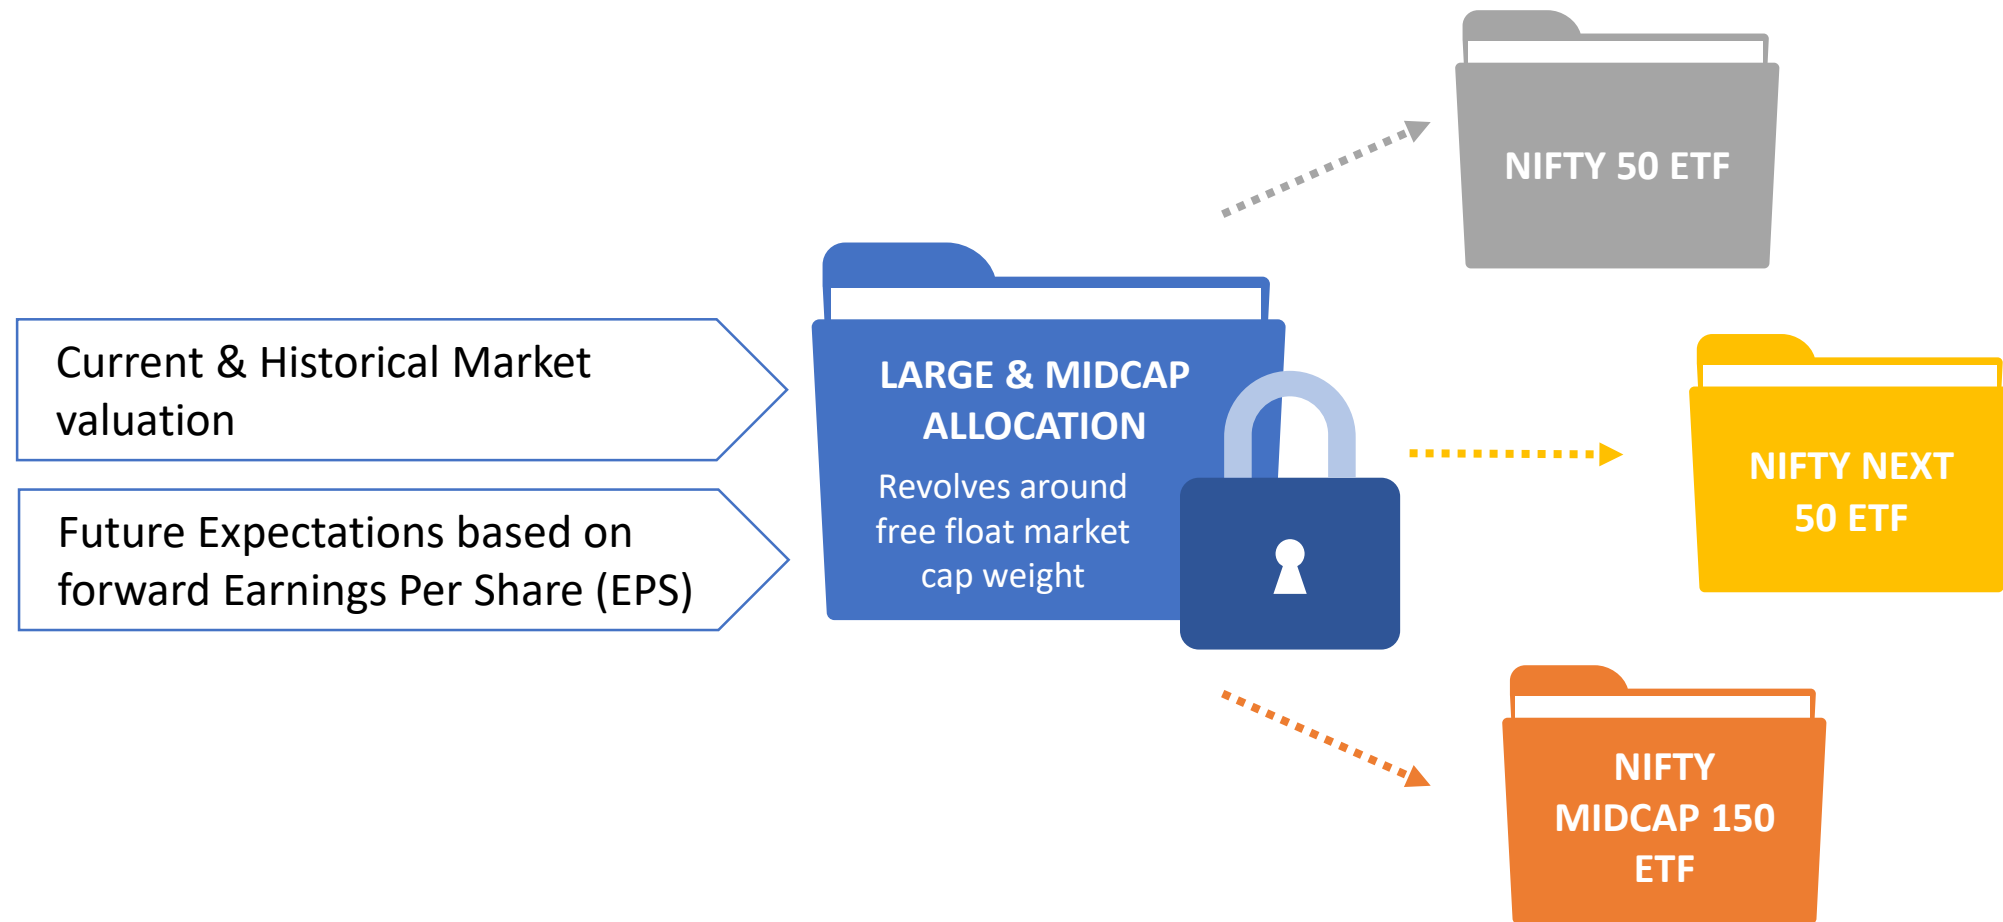 Current & Historical Market
valuation
Future Expectations based on
forward Earnings Per Share (EPS)
LARGE & MIDCAP
ALLOCATION
Revolves around
free float market
cap weight
NIFTY 50 ETF
NIFTY NEXT
50 ETF
NIFTY
MIDCAP 150
ETF